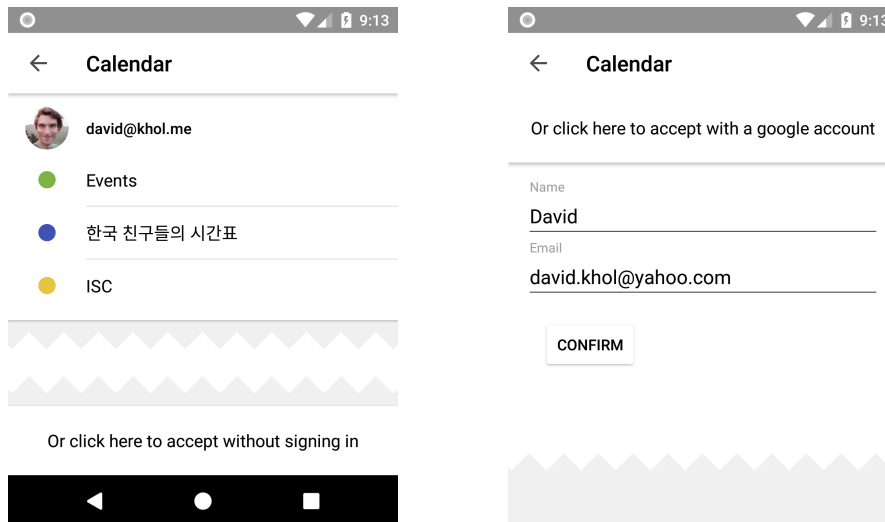 9:13
Calendar
david@khol.me
Events
한국 친구들의 시간표
ISC
Or click here to accept without signing in
9:13
Calendar
Or click here to accept with a google account
Name
David
Email
david.khol@yahoo.com
CONFIRM